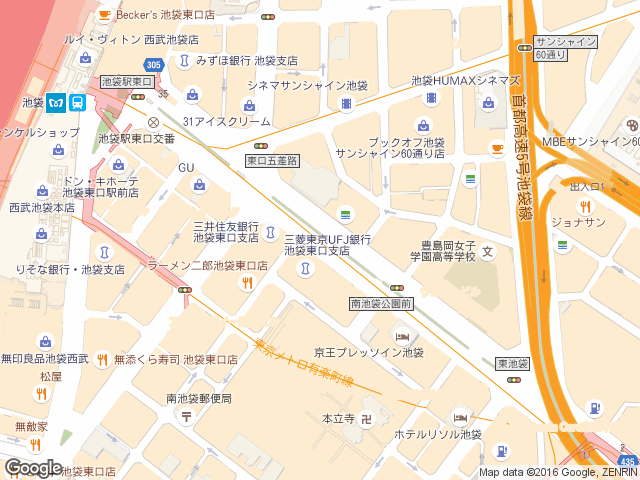 Becker's 池袋東口店
ルイ・ヴィトン 西武池袋店
サンシャイン
60通り
305
みずほ銀行 池袋支店
池袋駅東口
シネマサンシャイン池袋
池袋HUMAXシネマズ
35
池袋
首都高速5号池袋線
31アイスクリーム
ンケルショップ
池袋駅東口交番
ブックオフ池袋
サンシャイン60通り店
MBEサンシャイン60
東口五差路
GU
ドン・キホーテ
池袋東口駅前店
出入口1
西武池袋本店
ジョナサン
三井住友銀行
池袋東口支店
三菱東京UFJ銀行
池袋東口支店
豊島岡女子
学園高等学校
りそな銀行・池袋支店
ラーメン二郎池袋東口店
南池袋公園前
東京メトロ有楽町線
京王プレッソイン池袋
無印良品池袋西武
無添くら寿司 池袋東口店
東池袋
松屋
南池袋郵便局
無敵家
本立寺
ホテルリソル池袋
2
435
池袋東口店
Google
Google
Map data ©2016 Google, ZENRIN